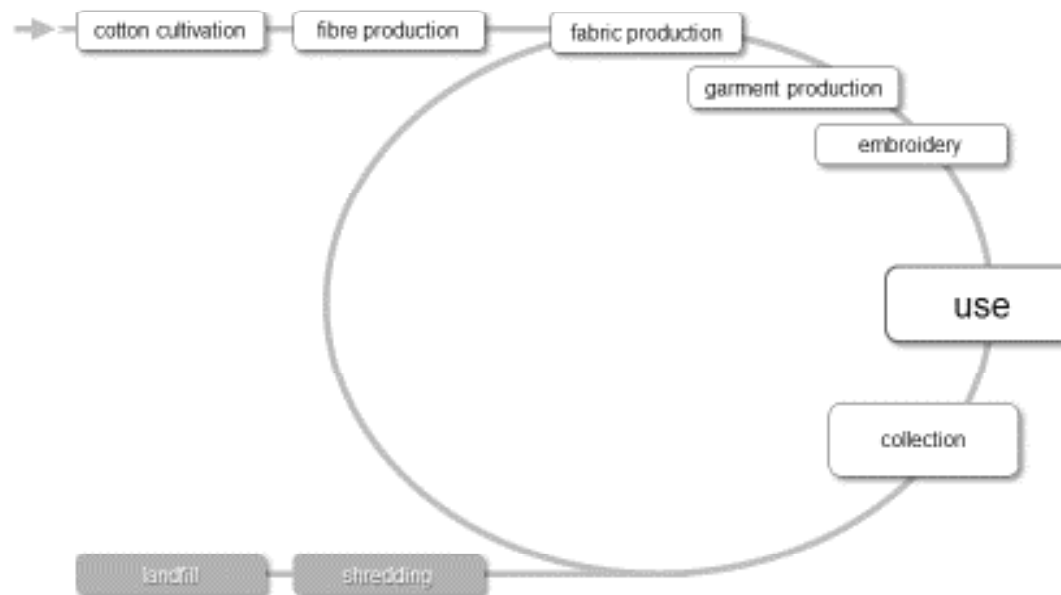 cotton cultivation
fibre production
fabric production
garment production
embroidery
use
collection
landfill
shredding